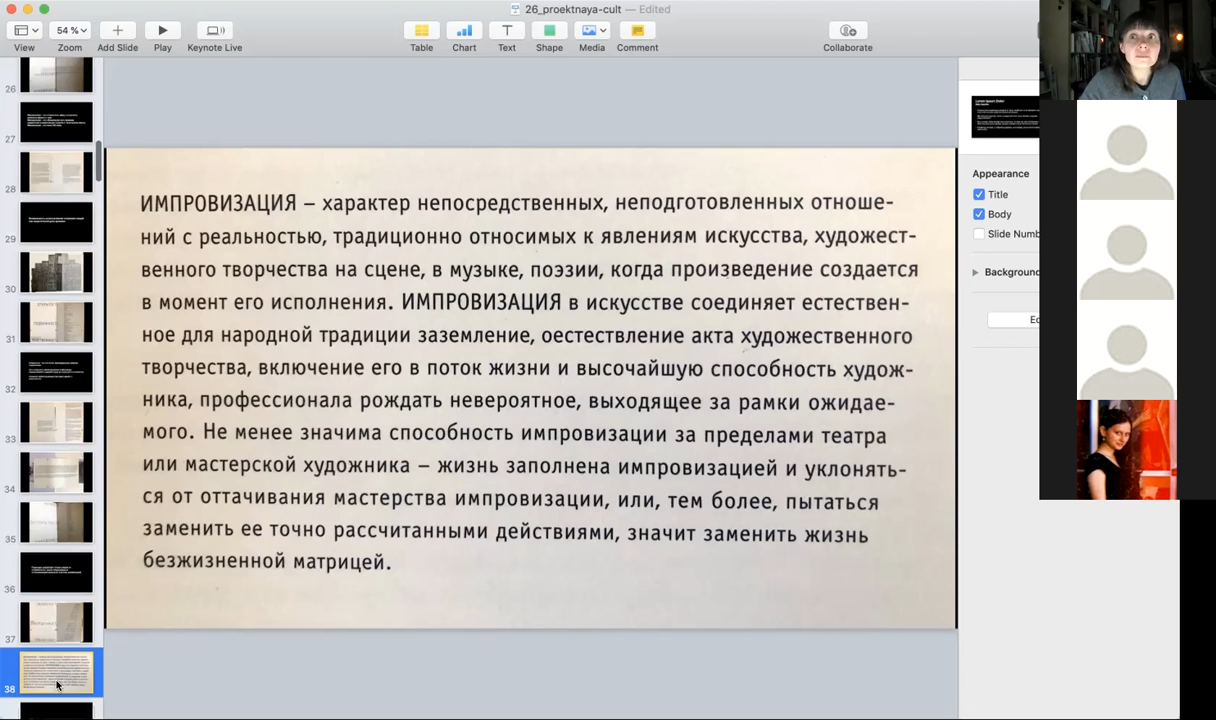 26_proektnaya-cult — Edited
54 %
View
Zoom
Add Slide
Play
Keynote Live
Table
Chart
Text
Shape
Media
Comment
Collaborate
26
27
28
29
30
31
32
33
34
35
36
37
38
ИМПРОВИЗАЦИЯ – характер непосредственных, неподготовленных отноше-
ний с реальностью, традиционно относимых к явлениям искусства, художест-
венного творчества на сцене, в музыке, поэзии, когда произведение создается
в момент его исполнения. ИМПРОВИЗАЦИЯ в искусстве соединяет естествен-
ное для народной традиции заземление, оестествление акта художественного
творчества, включение его в поток жизни и высочайшую способность худож-
ника, профессионала рождать невероятное, выходящее за рамки ожидае-
мого. Не менее значима способность импровизации за пределами театра
или мастерской художника – жизнь заполнена импровизацией и уклонять-
ся от оттачивания мастерства импровизации, или, тем более, пытаться
заменить ее точно рассчитанными действиями, значит заменить жизнь
безжизненной матрицей.
Appearance
Title
Body
Slide Numb
Background